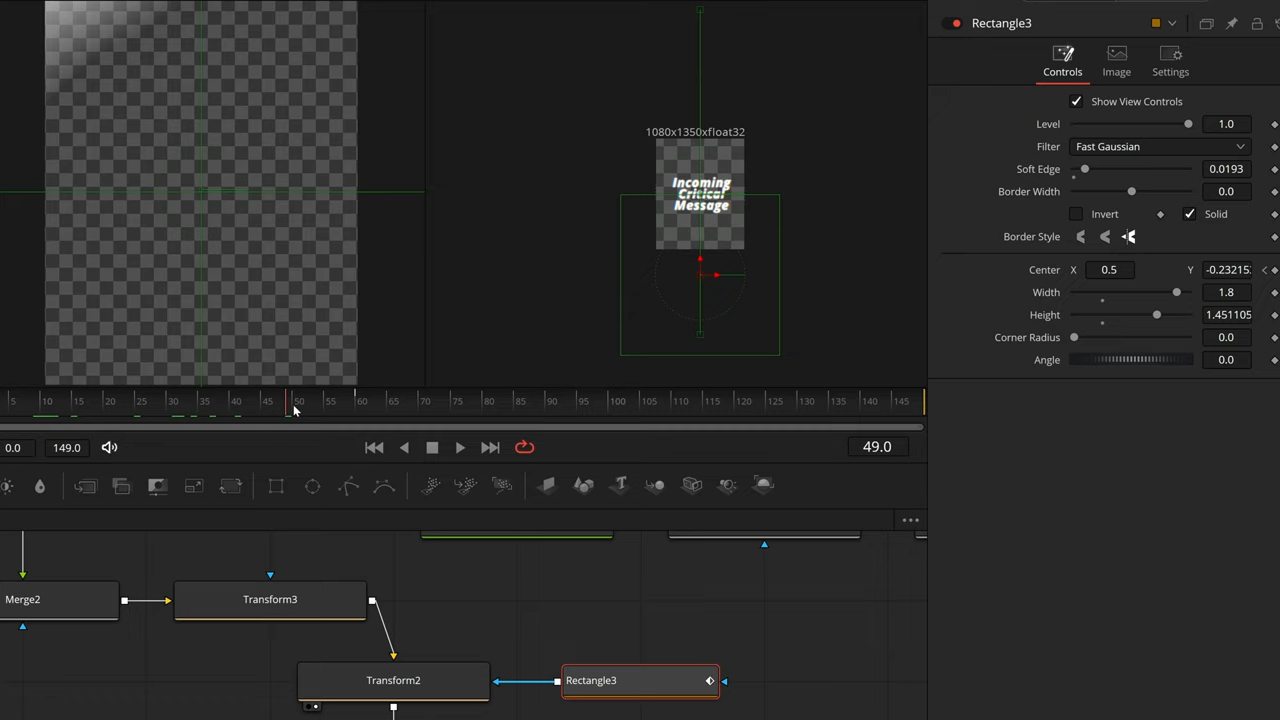 Rectangle3
Controls
Image
Settings
Show View Controls
Level
1.0
Filter
Fast Gaussian
Soft Edge
0.0193
Border Width
0.0
Invert
Solid
Border Style
Center
X
0.5
Y
-0.23215
Width
1.8
Height
1.451105
Corner Radius
0.0
Angle
0.0
1080x1350xfloat32
Incoming
Critical
Message
5 10 15 20 25 30 35 40 45 50 55 60 65 70 75 80 85 90 95 100 105 110 115 120 125 130 135 140 145
0.0
149.0
49.0
Merge2
Transform3
Transform2
Rectangle3